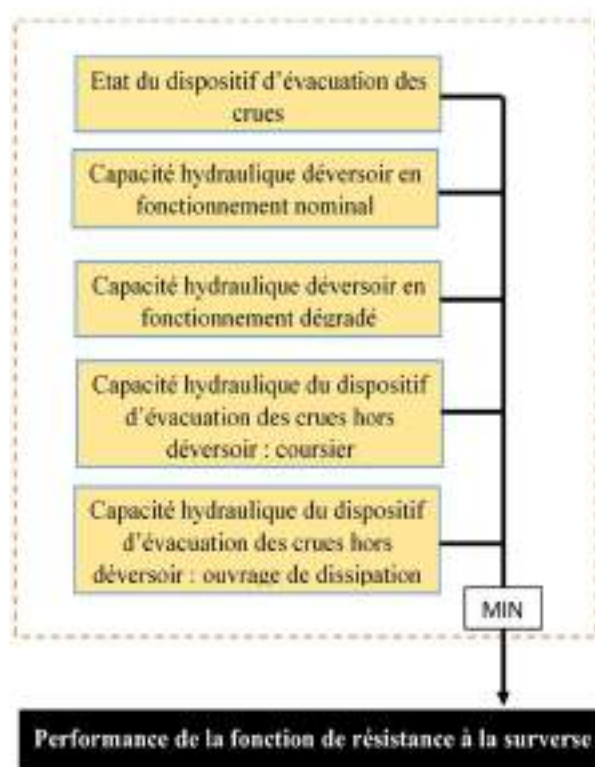 Etat du dispositif d'évacuation des
crues
Capacité hydraulique déversoir en
fonctionnement nominal
Capacité hydraulique déversoir en
fonctionnement dégradé
Capacité hydraulique du dispositif
d'évacuation des crues hors
déversoir : coursier
Capacité hydraulique du dispositif
d'évacuation des crues hors
déversoir : ouvrage de dissipation
MIN
Performance de la fonction de résistance à la surverse